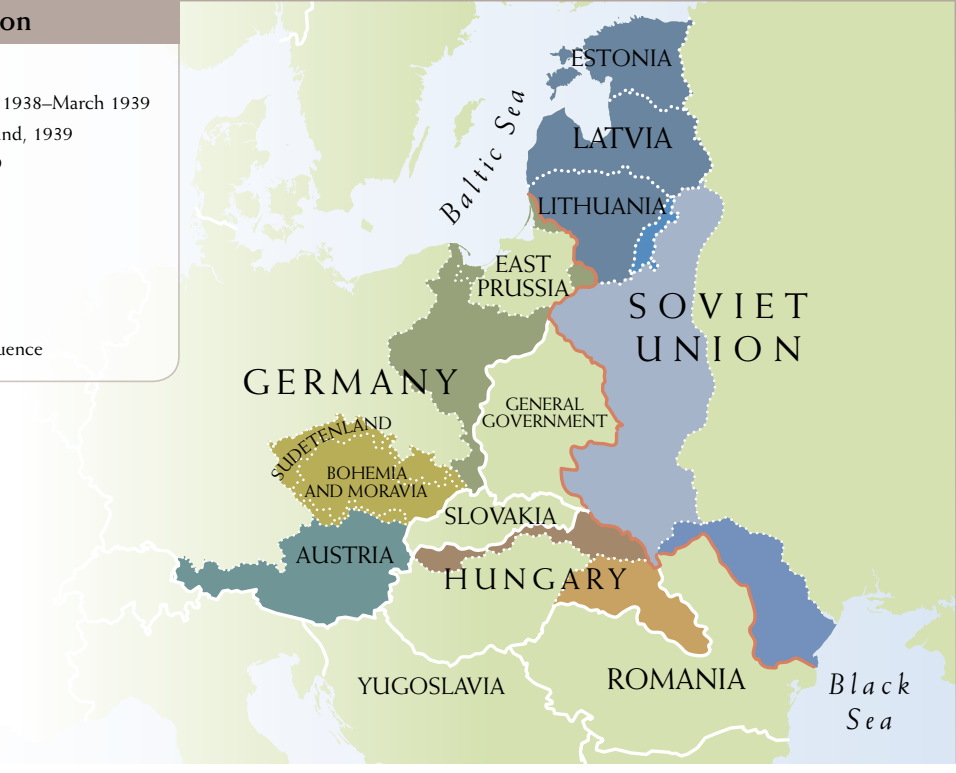 on
1938–March 1939
nd, 1939
uence
ESTONIA
LATVIA
LITHUANIA
Baltic Sea
EAST
PRUSSIA
SOVIET
UNION
GERMANY
GENERAL
GOVERNMENT
SUDETENLAND
BOHEMIA
AND MORAVIA
SLOVAKIA
AUSTRIA
HUNGARY
YUGOSLAVIA
ROMANIA
Black
Sea